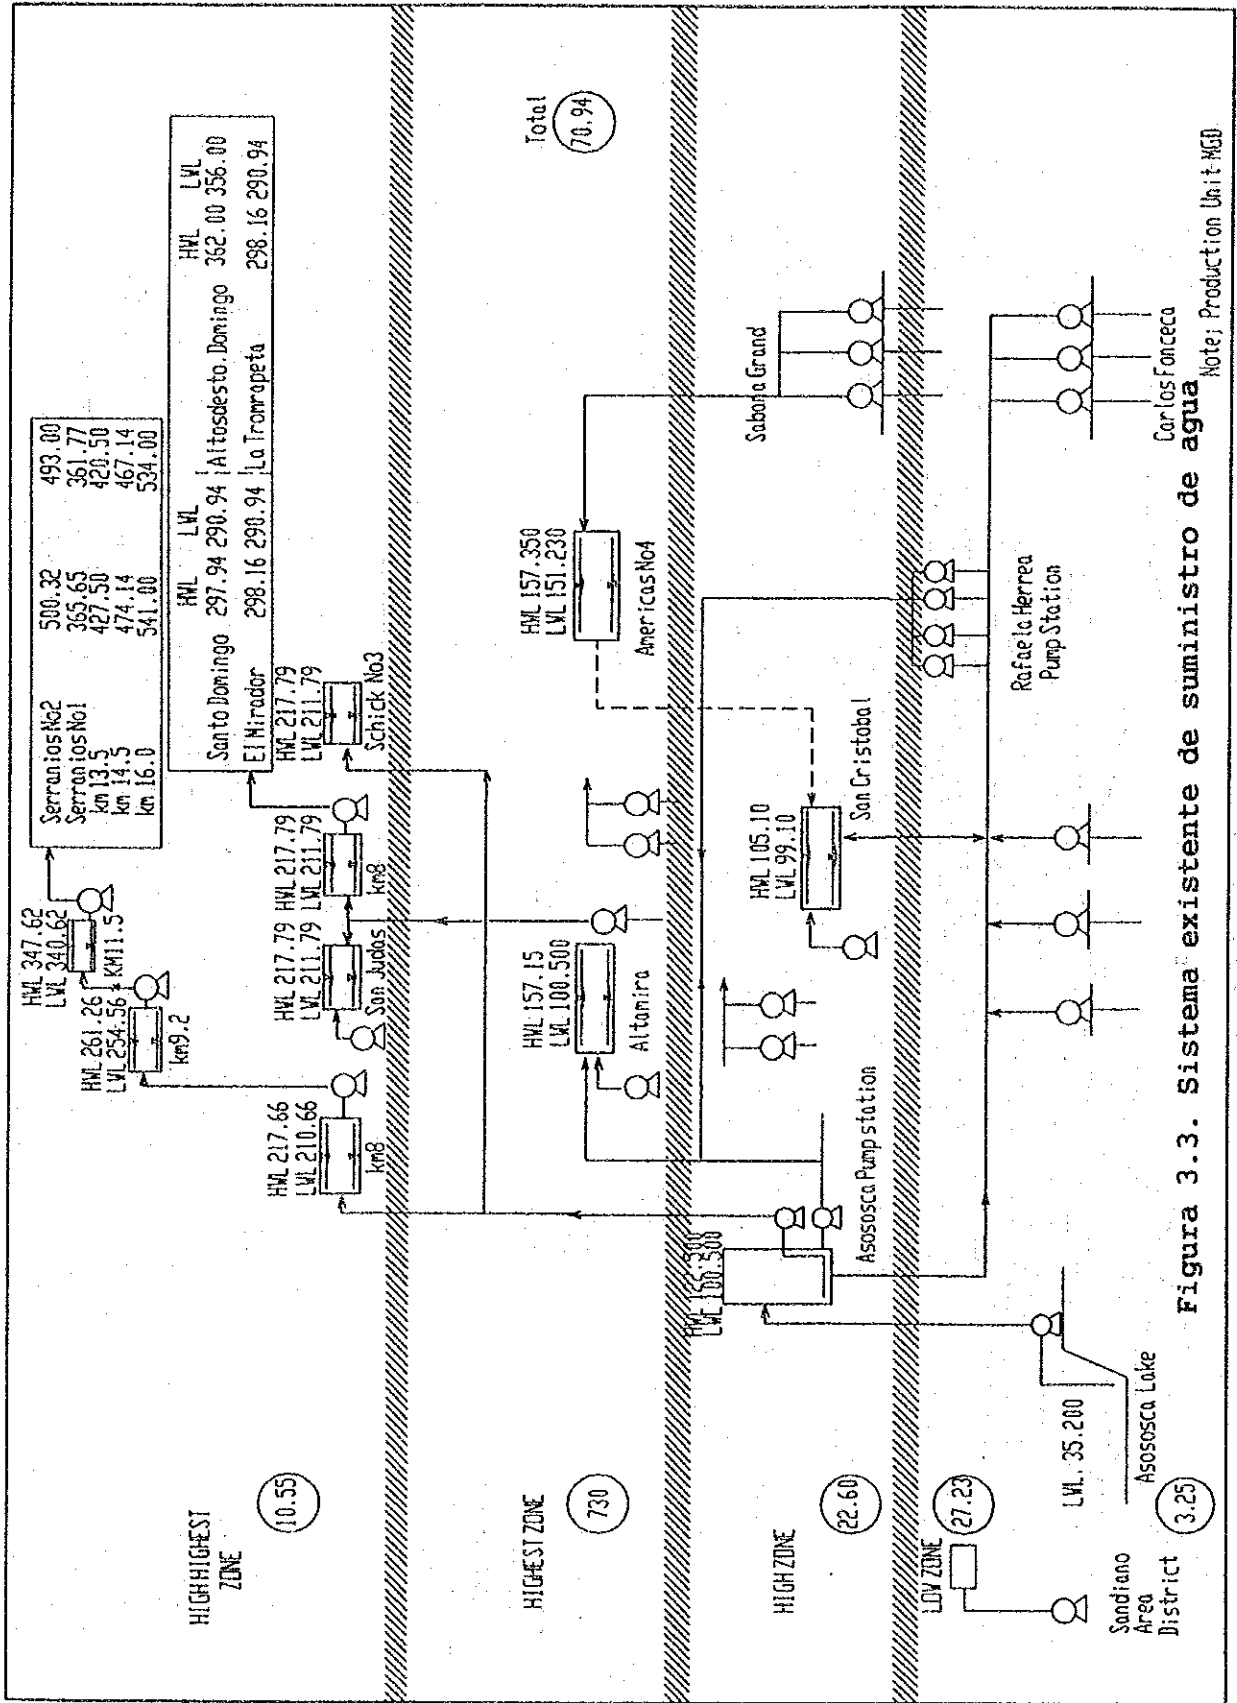 Serranios No2 500.32 493.00
Serranios No1 365.65 361.77
km 13.5 427.50 420.50
km 14.5 474.14 467.14
km 16.0 541.00 534.00
HWL LWL HWL LWL
Santo Domingo 297.94 290.94 Altosdesto.Domingo 362.00 356.00
El Mirador 298.16 290.94 La Tromrapeta 298.16 290.94
HWL 347.62
LWL 340.62
KM11.5
HWL 261.26
LWL 254.56
km9.2
HWL 217.66
LWL 210.66
km8
HWL 217.79
LWL 211.79
San Judas
HWL 217.79
LWL 211.79
km8
HWL 217.79
LWL 211.79
Schick No3
HIGH HIGHEST
ZONE
10.55
HIGHEST ZONE
730
HWL 157.15
LWL 100.500
Altamira
HWL 157.350
LWL 151.230
Americas No4
Total
70.94
HIGH ZONE
22.60
LWL 100.500
Asososca Pump station
HWL 105.10
LWL 99.10
San Cristobal
Sabana Grand
LOW ZONE
27.23
Sandiano
Area
District
3.25
LWL. 35.200
Asososca Lake
Rafaela Herrea
Pump Station
Carlos Fonceca
Note; Production Unit MGD
Figura 3.3. Sistema existente de suministro de agua